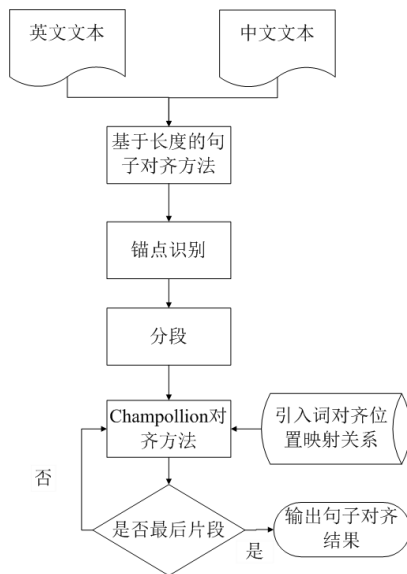 英文文本
中文文本
基于长度的句
子对齐方法
锚点识别
分段
Champollion对
齐方法
引入词对齐位
置映射关系
否
是否最后片段
是
输出句子对齐
结果